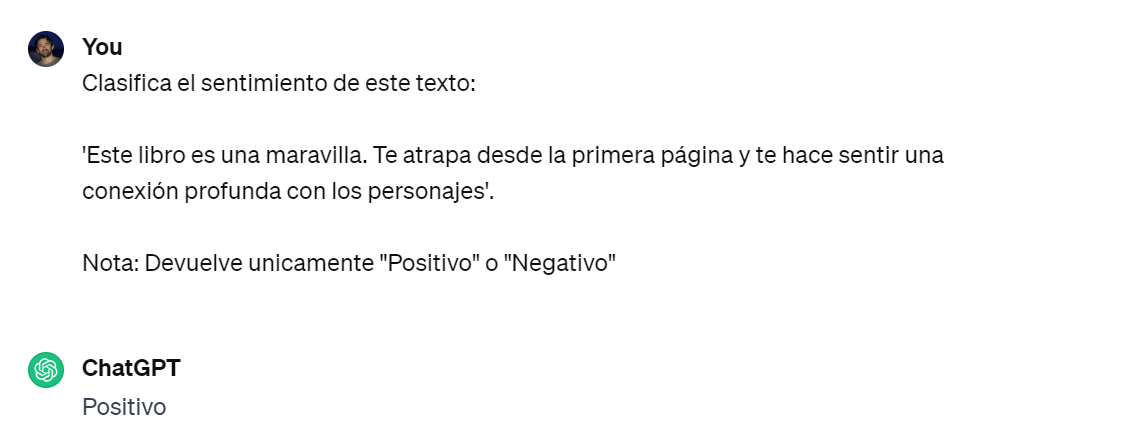 You
Clasifica el sentimiento de este texto:
'Este libro es una maravilla. Te atrapa desde la primera página y te hace sentir una
conexión profunda con los personajes'.
Nota: Devuelve unicamente "Positivo" o "Negativo"
ChatGPT
Positivo